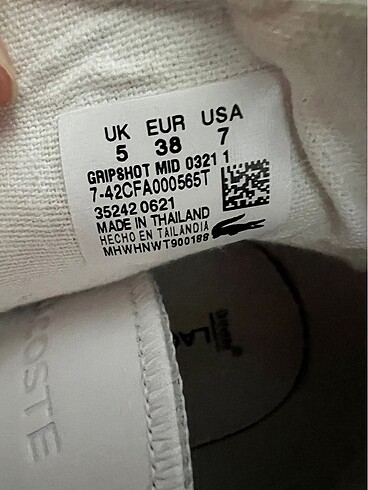 UK EUR USA
5 38 7
GRIPSHOT MID 0321 1
7-42CFA000565T
35242 0621
MADE IN THAILAND
HECHO EN TAILANDIA
MHWHNWT900188
COSTE